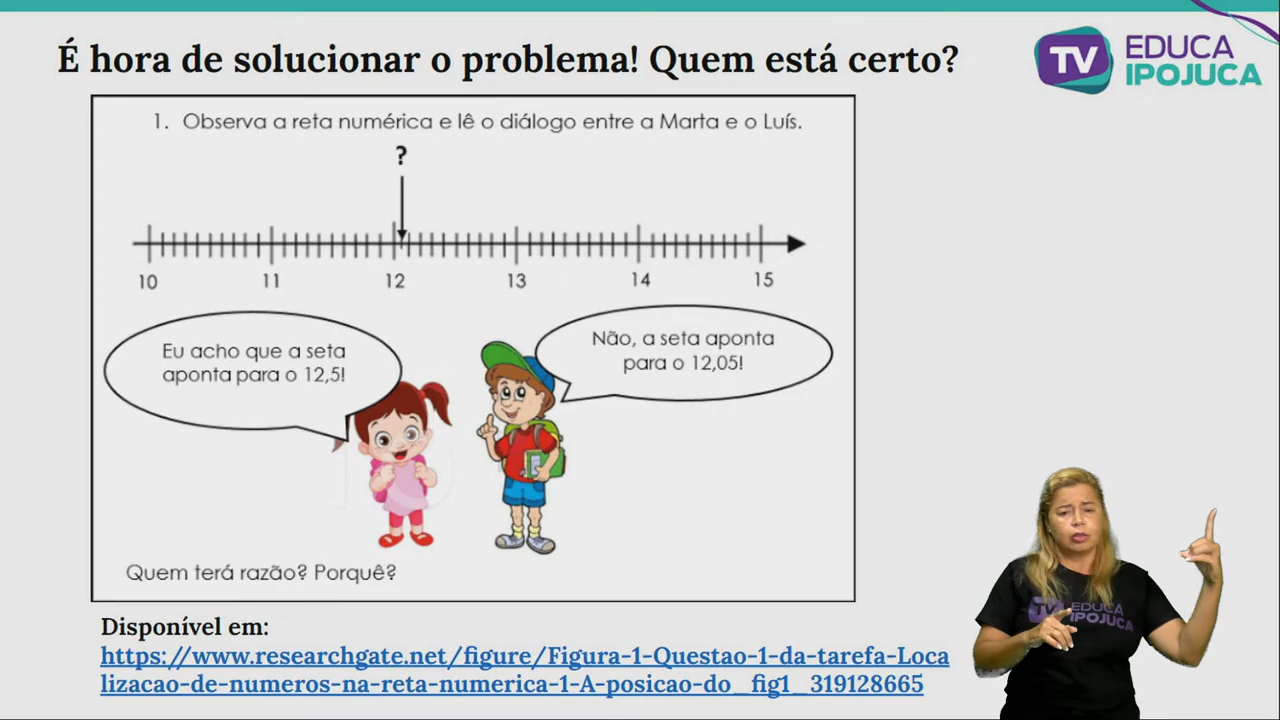 É hora de solucionar o problema! Quem está certo?
TV EDUCA
IPOJUCA
1. Observa a reta numérica e lê o diálogo entre a Marta e o Luís.
?
10 11 12 13 14 15
Eu acho que a seta
aponta para o 12,5!
Não, a seta aponta
para o 12,05!
Quem terá razão? Porquê?
Disponível em:
https://www.researchgate.net/figure/Figura-1-Questao-1-da-tarefa-Loca
lizacao-de-numeros-na-reta-numerica-1-A-posicao-do_fig1_319128665
TV EDUCA
IPOJUCA